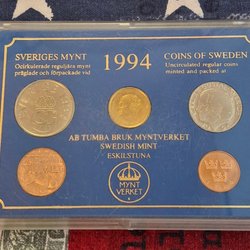 SVERIGES MYNT
Ocirkulerade reguljära mynt
präglade och förpackade vid
1994
COINS OF SWEDEN
Uncirculated regular coins
minted and packed at
AB TUMBA BRUK MYNTVERKET
SWEDISH MINT
ESKILSTUNA
MYNT
VERKET